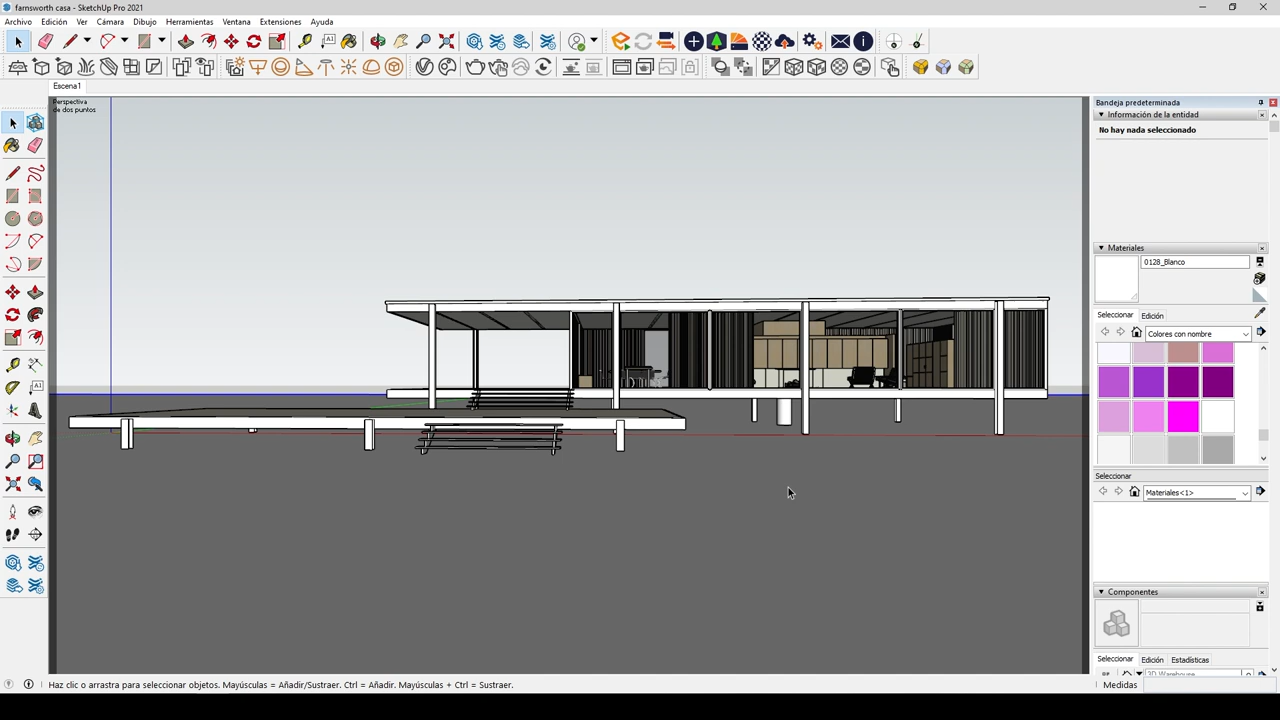 farnsworth casa - SketchUp Pro 2021
Archivo Edición Ver Cámara Dibujo Herramientas Ventana Extensiones Ayuda
Escena1
Perspectiva
de dos puntos
Bandeja predeterminada
Información de la entidad
No hay nada seleccionado
Materiales
0128_Blanco
Seleccionar Edición
Colores con nombre
Seleccionar
Materiales<1>
Componentes
Seleccionar Edición Estadísticas
3D Warehouse
Haz clic o arrastra para seleccionar objetos. Mayúsculas = Añadir/Sustraer. Ctrl = Añadir. Mayúsculas + Ctrl = Sustraer.
Medidas